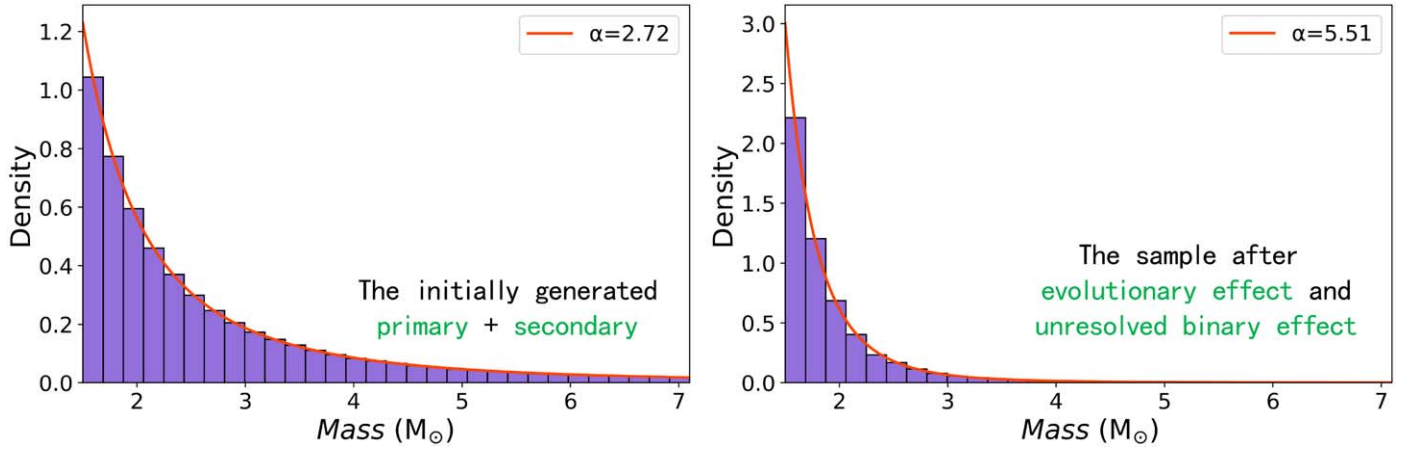 α=2.72
1.2
1.0
0.8
0.6
0.4
0.2
0.0
Density
The initially generated
primary + secondary
2 3 4 5 6 7
Mass (M⊙)
α=5.51
3.0
2.5
2.0
1.5
1.0
0.5
0.0
Density
The sample after
evolutionary effect and
unresolved binary effect
2 3 4 5 6 7
Mass (M⊙)